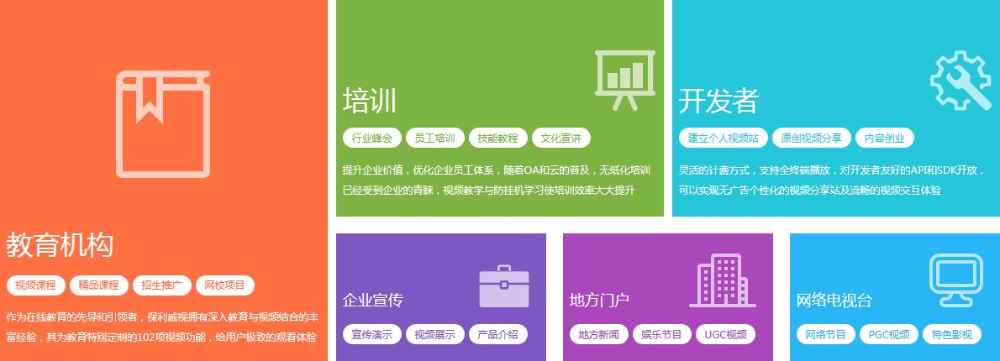 教育机构
视频课程 精品课程 招生推广 网校项目
作为在线教育的先导和引领者，保利威视拥有深入教育与视频结合的丰
富经验，其为教育特别定制的102项视频功能，给用户极致的观看体验
培训
行业峰会 员工培训 技能教程 文化宣讲
提升企业价值，优化企业员工体系，随着OA和云的普及，无纸化培训
已经受到企业的青睐，视频教学与防挂机学习使培训效率大大提升
开发者
建立个人视频站 原创视频分享 内容创业
灵活的计费方式，支持全终端播放，对开发者友好的API和SDK开放，
可以实现无广告个性化的视频分享站及流畅的视频交互体验
企业宣传
宣传演示 视频展示 产品介绍
地方门户
地方新闻 娱乐节目 UGC视频
网络电视台
网络节目 PGC视频 特色影视